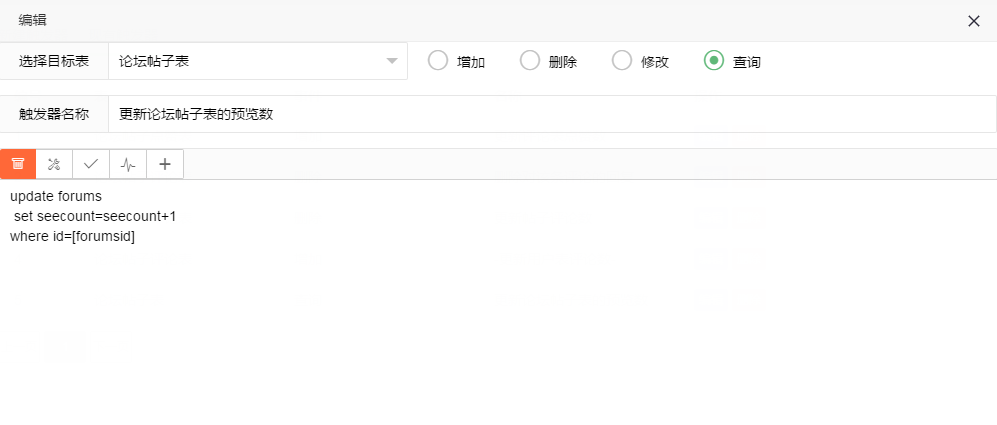 编辑
选择目标表 论坛帖子表 增加 删除 修改 查询
触发器名称 更新论坛帖子表的预览数
update forums
set seecount=seecount+1
where id=[forumsid]